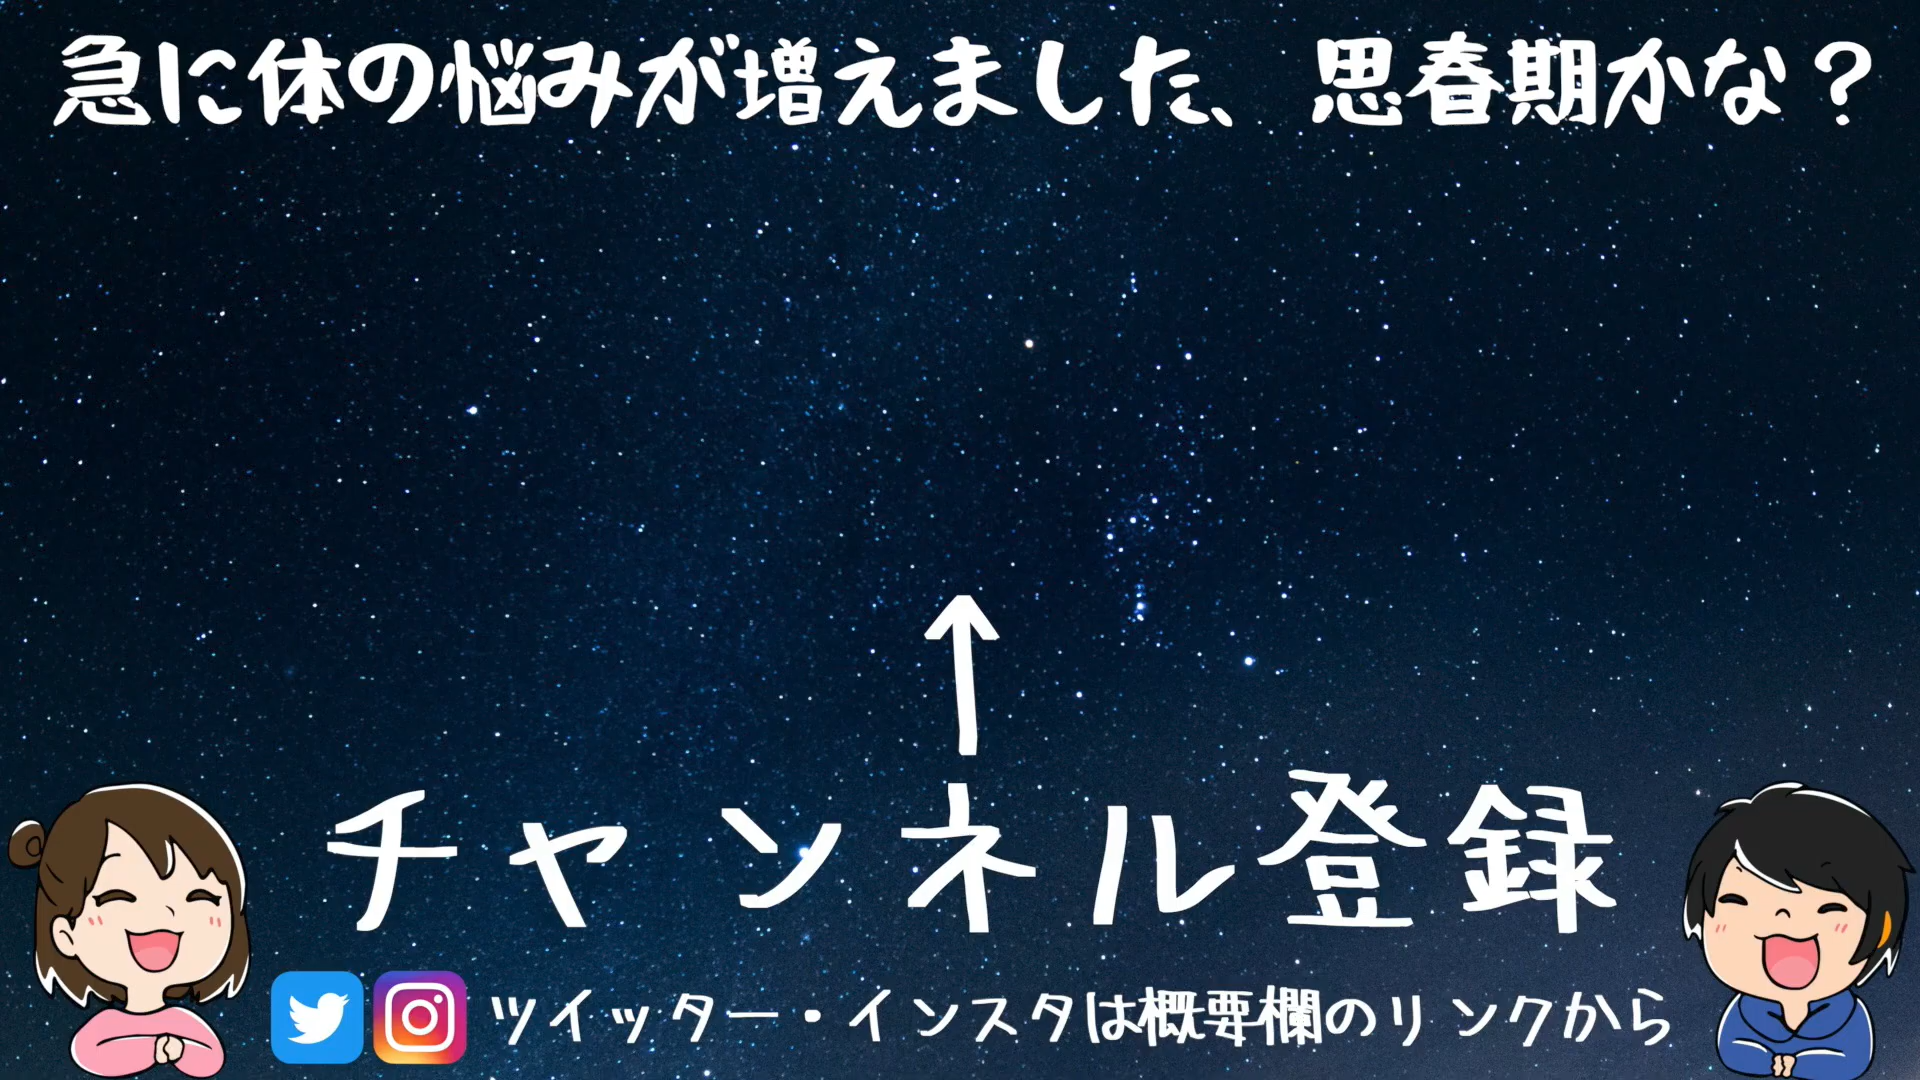 急に体の悩みが増えました、思春期かな？
↑
チャンネル登録
ツイッター・インスタは概要欄のリンクから